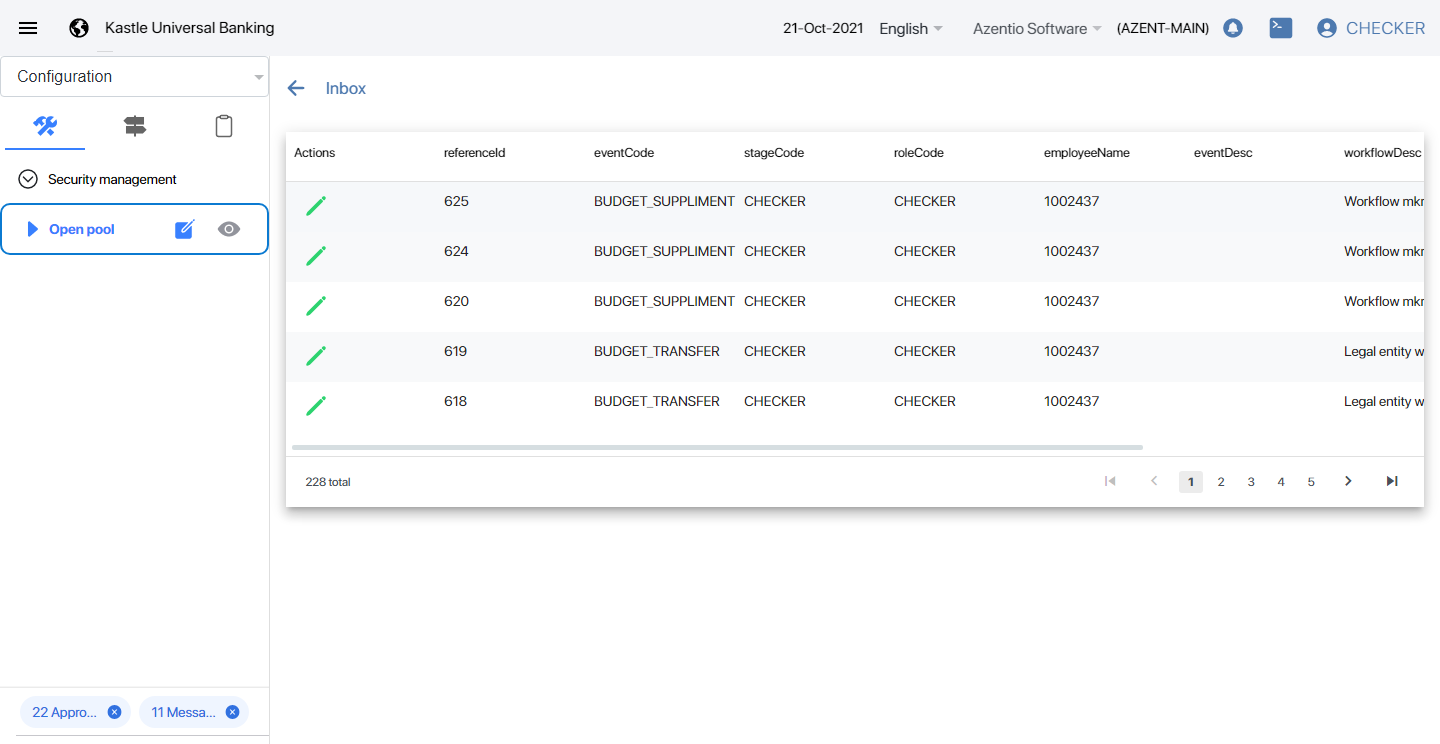 Kastle Universal Banking
21-Oct-2021 English Azentio Software (AZENT-MAIN) CHECKER
Configuration
Security management
Open pool
22 Appro...
11 Messa...
Inbox
Actions referenceId eventCode stageCode roleCode employeeName eventDesc workflowDesc
625 BUDGET_SUPPLIMENT CHECKER CHECKER 1002437 Workflow mkr
624 BUDGET_SUPPLIMENT CHECKER CHECKER 1002437 Workflow mkr
620 BUDGET_SUPPLIMENT CHECKER CHECKER 1002437 Workflow mkr
619 BUDGET_TRANSFER CHECKER CHECKER 1002437 Legal entity w
618 BUDGET_TRANSFER CHECKER CHECKER 1002437 Legal entity w
228 total 1 2 3 4 5